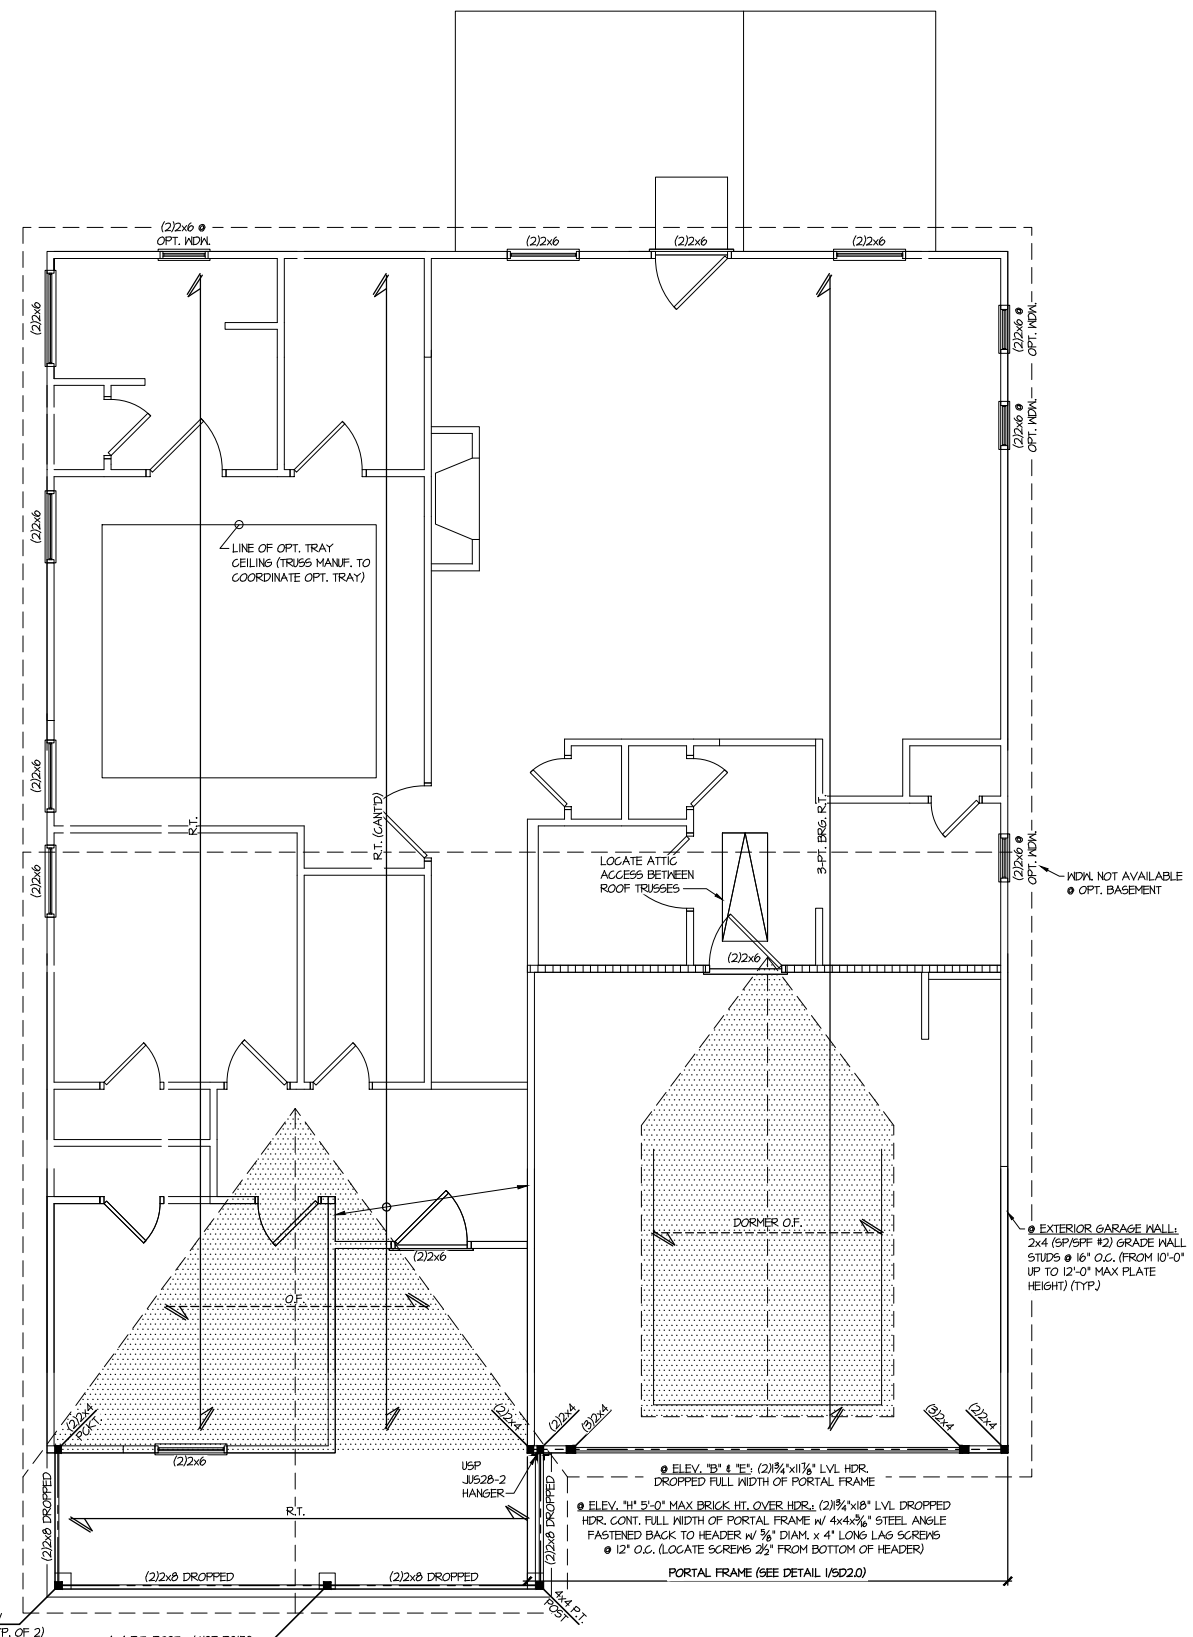 (2)2x6 @
OPT. WDW.
(2)2x6
(2)2x6
(2)2x6
(2)2x6
(2)2x6 @
OPT. WDW.
(2)2x6 @
OPT. WDW.
(2)2x6
LINE OF OPT. TRAY
CEILING (TRUSS MANUF. TO
COORDINATE OPT. TRAY)
(2)2x6
R.T.
R.T. (CANT'D)
3-PT. BRG. R.T.
(2)2x6
LOCATE ATTIC
ACCESS BETWEEN
ROOF TRUSSES
(2)2x6 @
OPT. WDW.
WDW. NOT AVAILABLE
@ OPT. BASEMENT
(2)2x6
DORMER O.F.
@ EXTERIOR GARAGE WALL:
2x4 (SP/SPF #2) GRADE WALL
STUDS @ 16" O.C. (FROM 10'-0"
UP TO 12'-0" MAX PLATE
HEIGHT) (TYP.)
(2)2x6
O.F.
(2)2x4
PCKT.
(2)2x4
(2)2x4
(3)2x4
(3)2x4
(2)2x4
(2)2x6
USP
JUS28-2
HANGER
@ ELEV. "B" & "E": (2)1¾"x11⅞" LVL HDR.
DROPPED FULL WIDTH OF PORTAL FRAME
@ ELEV. "H" 5'-0" MAX BRICK HT. OVER HDR.: (2)1¾"x18" LVL DROPPED
HDR. CONT. FULL WIDTH OF PORTAL FRAME W/ 4x4x⁵⁄₁₆" STEEL ANGLE
FASTENED BACK TO HEADER W/ ⅝" DIAM. x 4" LONG LAG SCREWS
@ 12" O.C. (LOCATE SCREWS 2½" FROM BOTTOM OF HEADER)
PORTAL FRAME (SEE DETAIL 1/SD2.0)
(2)2x8 DROPPED
R.T.
(2)2x8 DROPPED
(2)2x8 DROPPED
(2)2x8 DROPPED
4x4 P.T.
POST
P. OF 2)